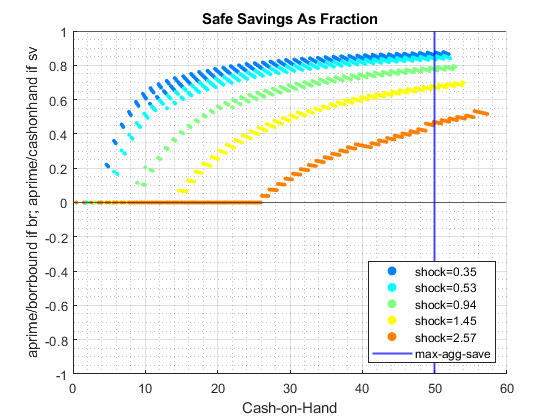 Safe Savings As Fraction
aprime/borrbound if br; aprime/cashonhand if sv
1
0.8
0.6
0.4
0.2
0
-0.2
-0.4
-0.6
-0.8
-1
shock=0.35
shock=0.53
shock=0.94
shock=1.45
shock=2.57
max-agg-save
0 10 20 30 40 50 60
Cash-on-Hand